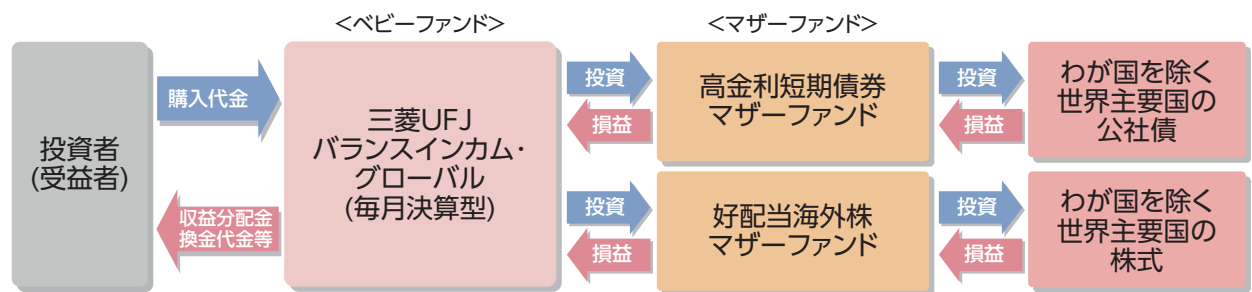 <ベビーファンド>
<マザーファンド>
投資者
(受益者)
購入代金
収益分配金
換金代金等
三菱UFJ
バランスインカム・
グローバル
(毎月決算型)
投資
損益
高金利短期債券
マザーファンド
投資
損益
わが国を除く
世界主要国の
公社債
投資
損益
好配当海外株
マザーファンド
投資
損益
わが国を除く
世界主要国の
株式